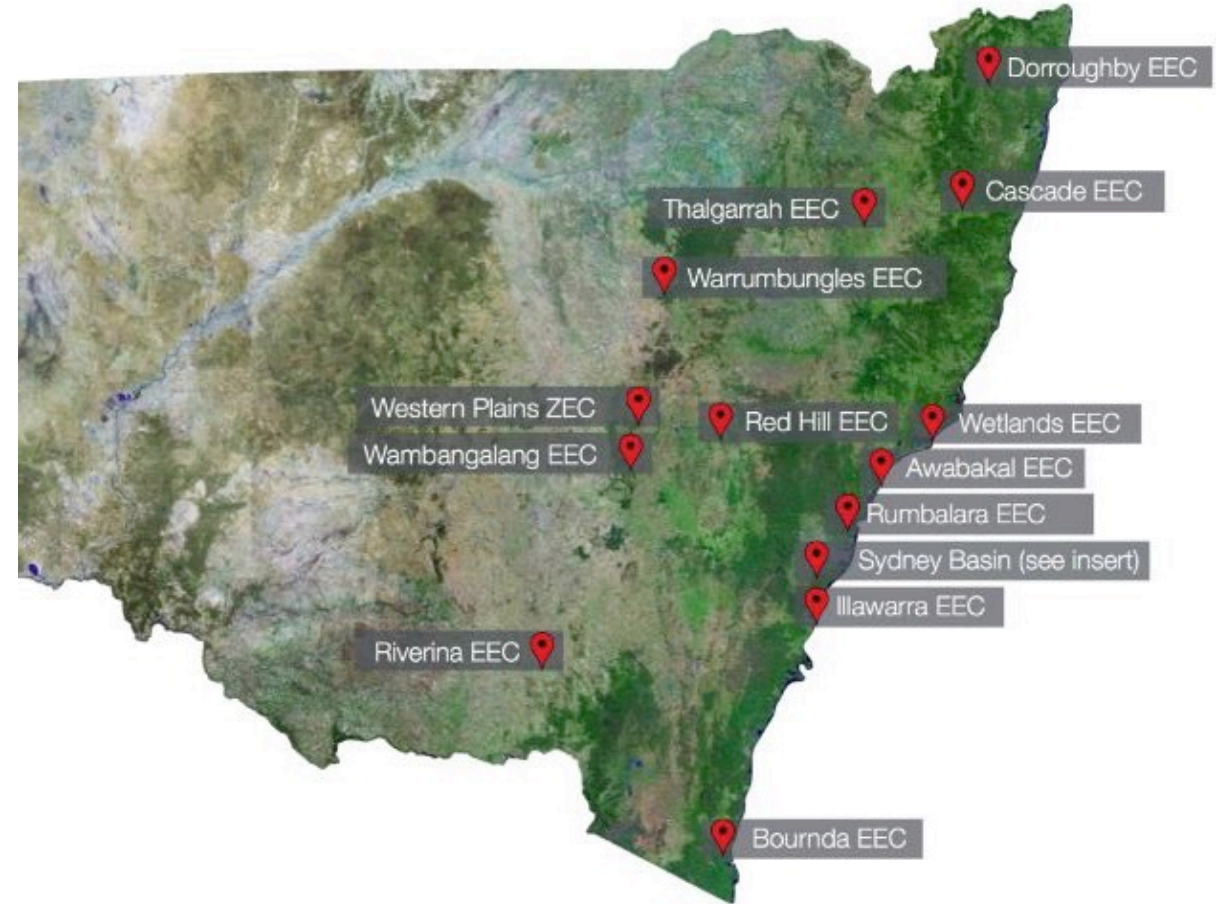 Dorroughby EEC
Cascade EEC
Thalgarrah EEC
Warrumbungles EEC
Western Plains ZEC
Red Hill EEC
Wetlands EEC
Wambangalang EEC
Awabakal EEC
Rumbalara EEC
Sydney Basin (see insert)
Illawarra EEC
Riverina EEC
Bournda EEC